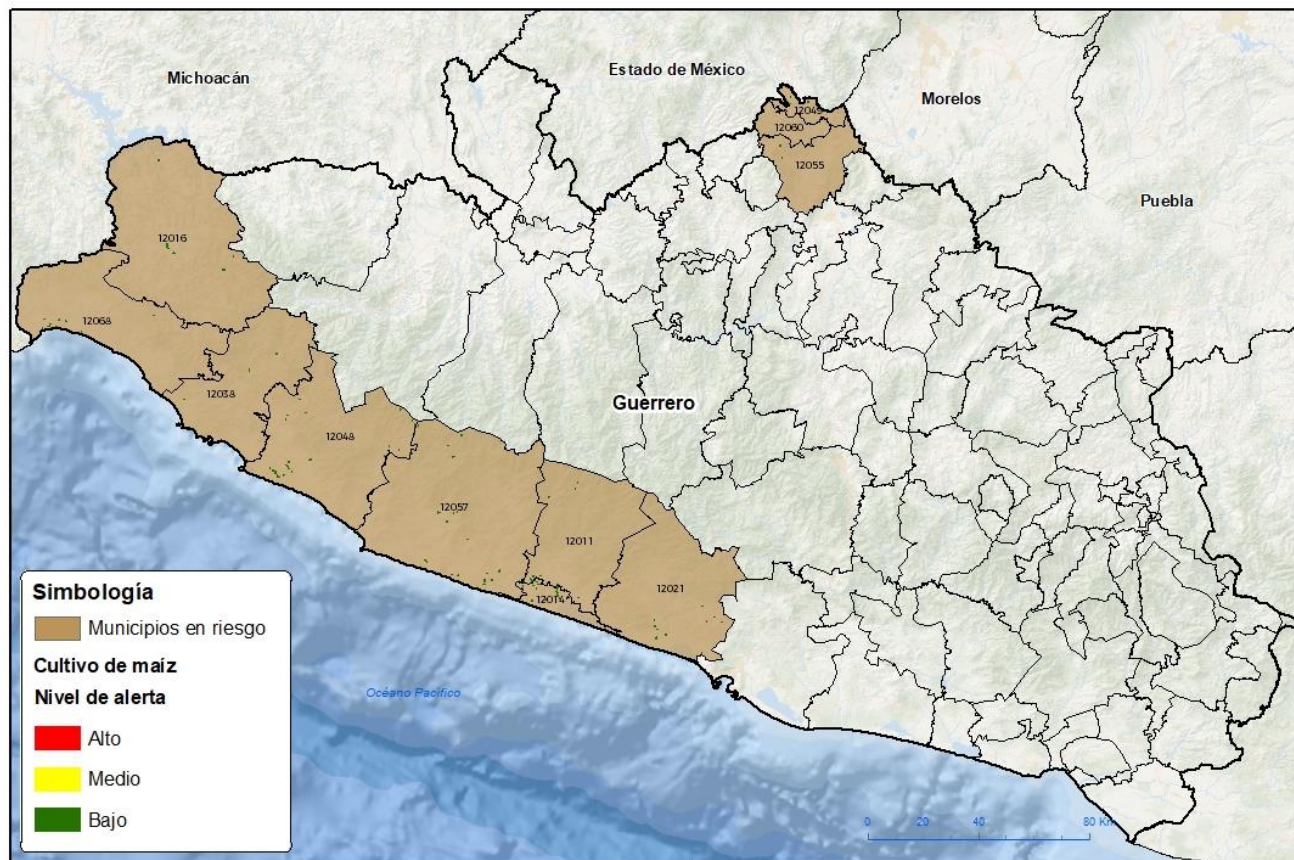 Michoacán
Estado de México
Morelos
Puebla
12049
12060
12055
12016
12068
12038
12048
12057
12011
12014
12021
Guerrero
Océano Pacífico
Simbología
Municipios en riesgo
Cultivo de maíz
Nivel de alerta
Alto
Medio
Bajo
0 20 40 80 Km